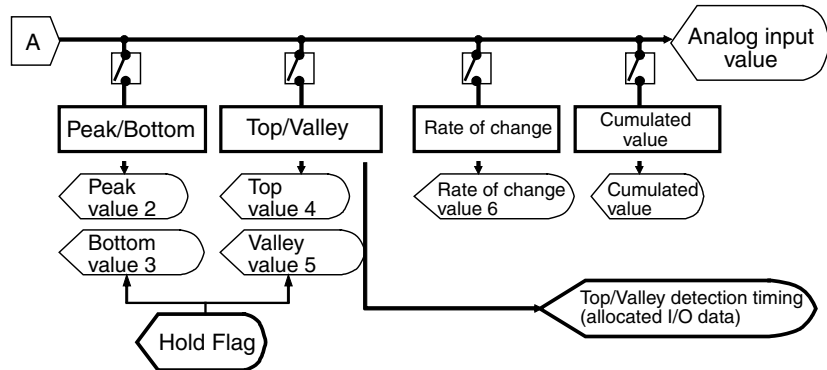 A
Analog input
value
Peak/Bottom
Top/Valley
Rate of change
Cumulated
value
Peak
value 2
Top
value 4
Rate of change
value 6
Cumulated
value
Bottom
value 3
Valley
value 5
Top/Valley detection timing
(allocated I/O data)
Hold Flag